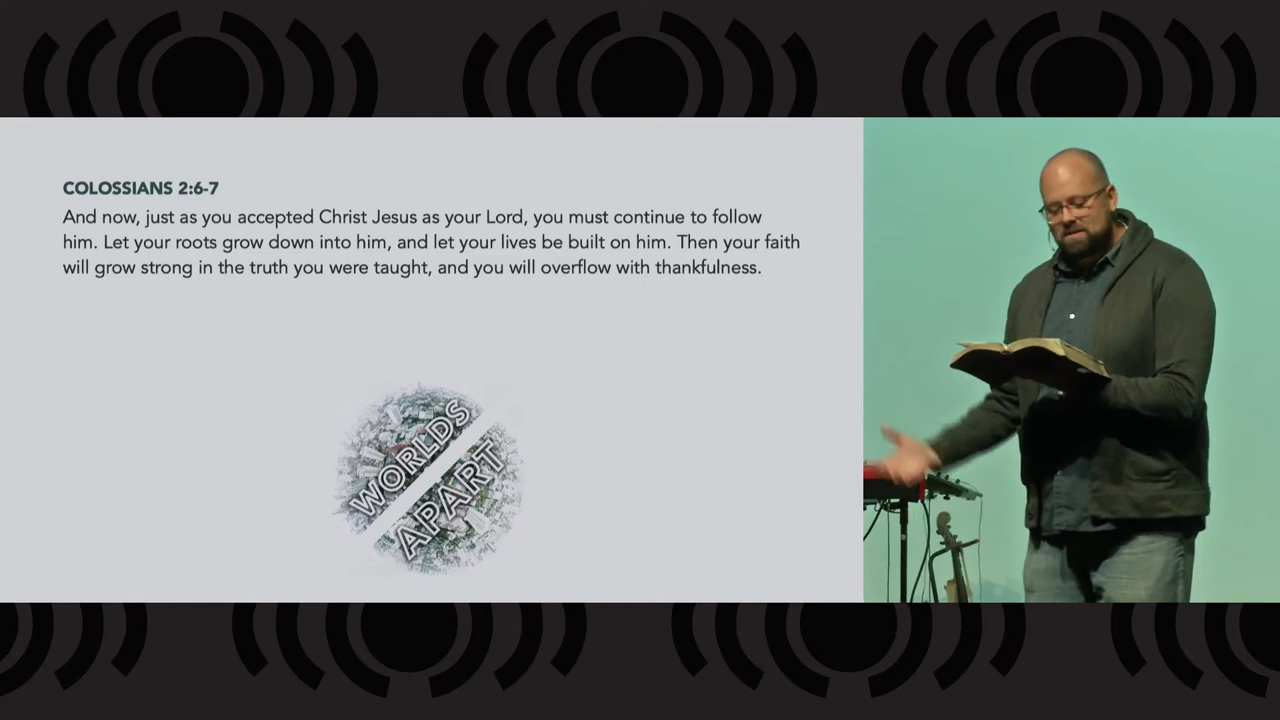 COLOSSIANS 2:6-7
And now, just as you accepted Christ Jesus as your Lord, you must continue to follow
him. Let your roots grow down into him, and let your lives be built on him. Then your faith
will grow strong in the truth you were taught, and you will overflow with thankfulness.
WORLDS
APART